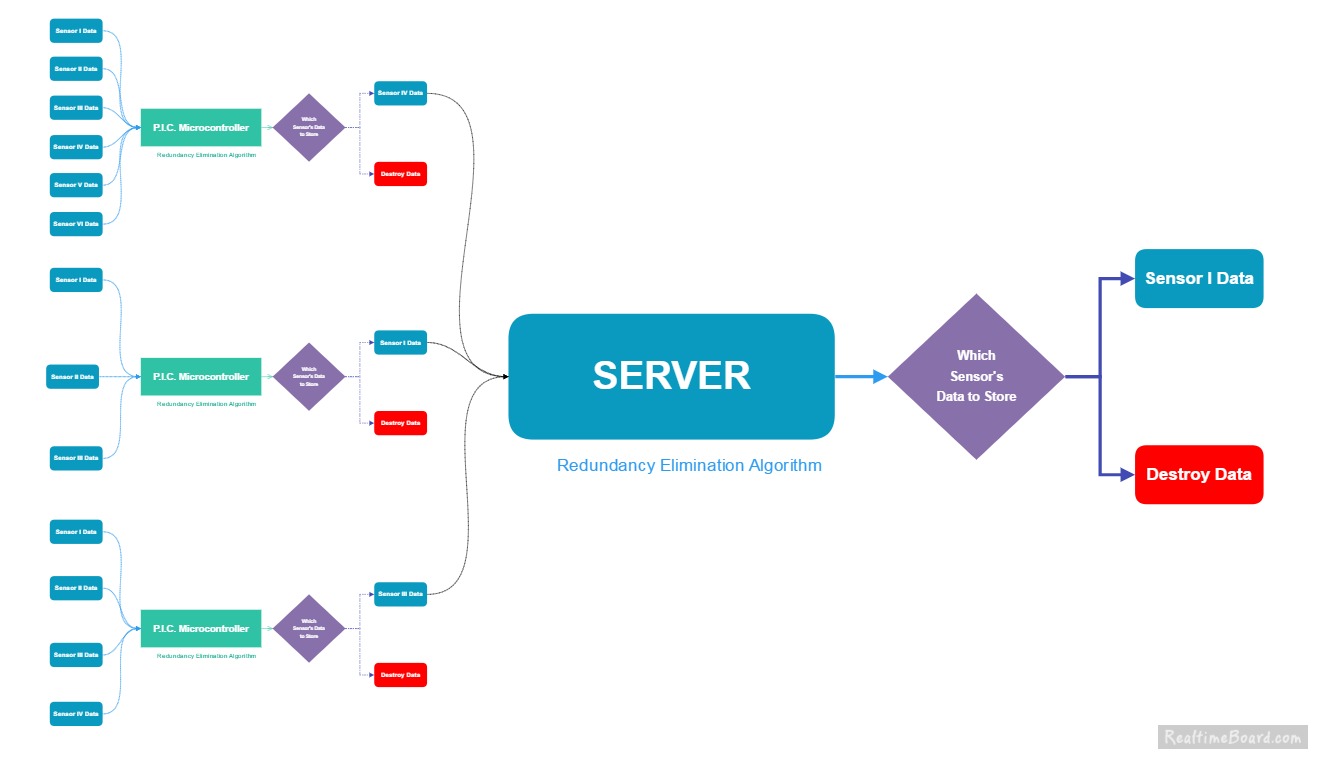 Sensor I Data
Sensor II Data
Sensor III Data
Sensor IV Data
Sensor V Data
Sensor VI Data
P.I.C. Microcontroller
Redundancy Elimination Algorithm
Which
Sensor's Data
to Store
Sensor IV Data
Destroy Data
Sensor I Data
Sensor II Data
Sensor III Data
P.I.C. Microcontroller
Redundancy Elimination Algorithm
Which
Sensor's Data
to Store
Sensor I Data
Destroy Data
Sensor I Data
Sensor II Data
Sensor III Data
Sensor IV Data
P.I.C. Microcontroller
Redundancy Elimination Algorithm
Which
Sensor's Data
to Store
Sensor III Data
Destroy Data
SERVER
Redundancy Elimination Algorithm
Which
Sensor's
Data to Store
Sensor I Data
Destroy Data
RealtimeBoard.com